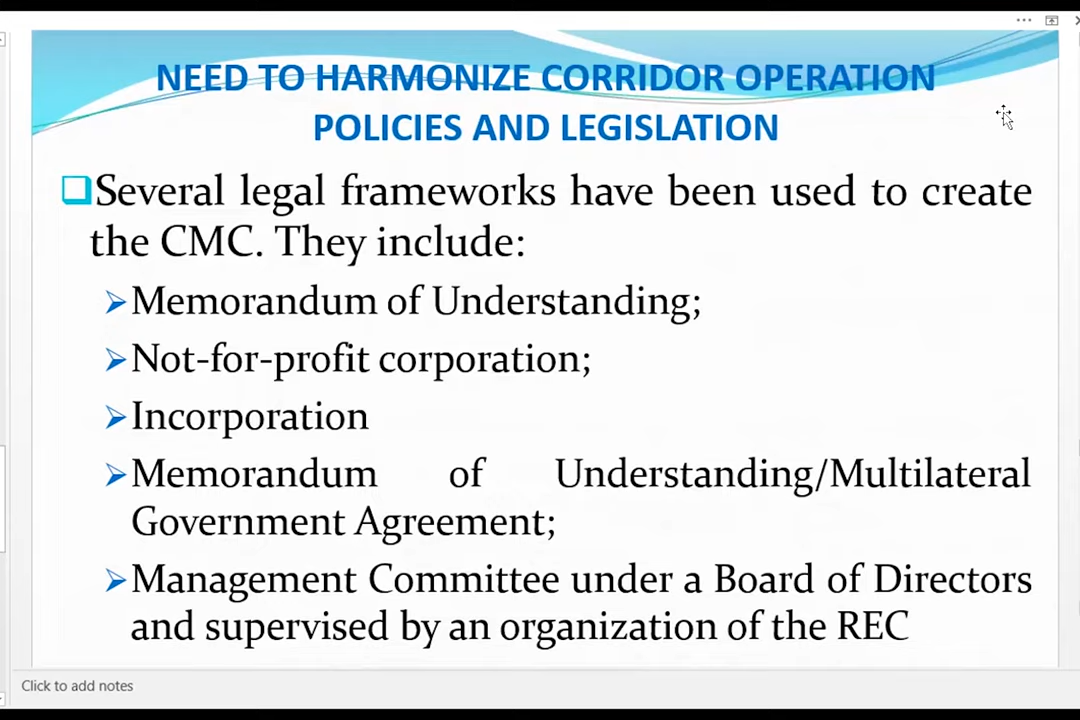 NEED TO HARMONIZE CORRIDOR OPERATION
POLICIES AND LEGISLATION
Several legal frameworks have been used to create
the CMC. They include:
Memorandum of Understanding;
Not-for-profit corporation;
Incorporation
Memorandum of Understanding/Multilateral
Government Agreement;
Management Committee under a Board of Directors
and supervised by an organization of the REC
Click to add notes